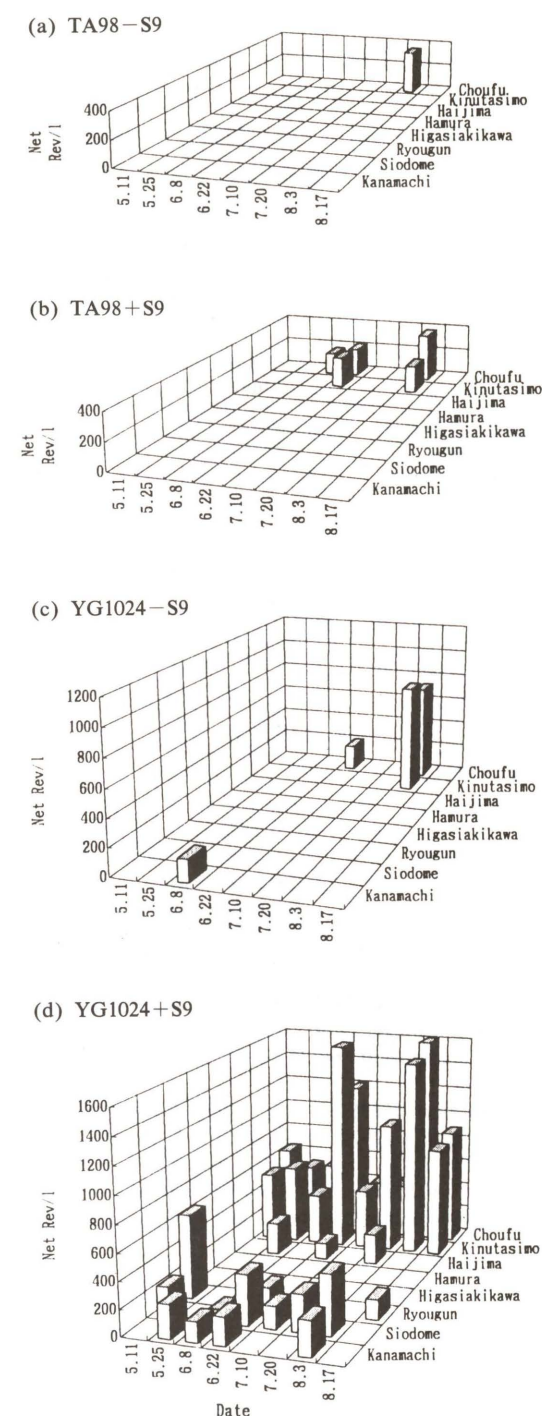 (a) TA98−S9
400
200
0
Net
Rev/l
5.11
5.25
6.8
6.22
7.10
7.20
8.3
8.17
Choufu
Kinutasimo
Haijima
Hamura
Higasiakikawa
Ryougun
Siodome
Kanamachi
(b) TA98+S9
400
200
0
Net
Rev/l
5.11
5.25
6.8
6.22
7.10
7.20
8.3
8.17
Choufu
Kinutasimo
Haijima
Hamura
Higasiakikawa
Ryougun
Siodome
Kanamachi
(c) YG1024−S9
1200
1000
800
600
400
200
0
Net Rev/l
5.11
5.25
6.8
6.22
7.10
7.20
8.3
8.17
Choufu
Kinutasimo
Haijima
Hamura
Higasiakikawa
Ryougun
Siodome
Kanamachi
(d) YG1024+S9
1600
1400
1200
1000
800
600
400
200
0
Net Rev/l
5.11
5.25
6.8
6.22
7.10
7.20
8.3
8.17
Choufu
Kinutasimo
Haijima
Hamura
Higasiakikawa
Ryougun
Siodome
Kanamachi
Date